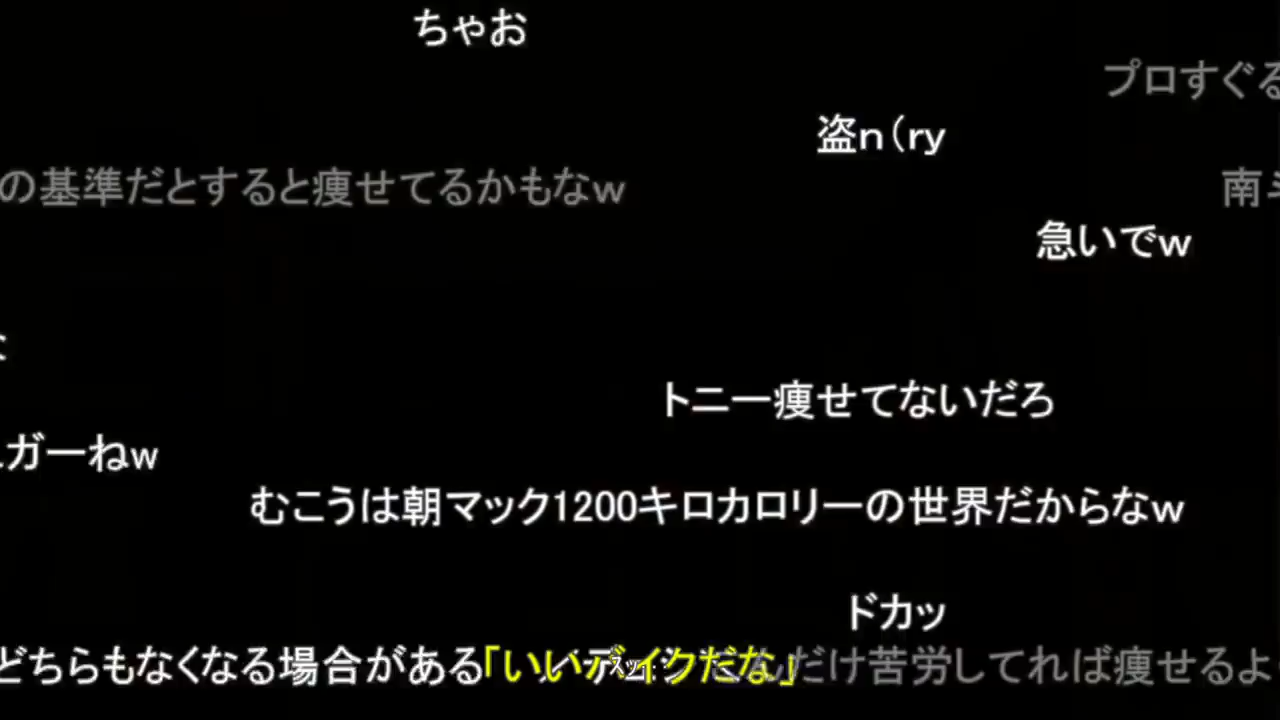 ちゃお
プロすぐる
盗n（ry
の基準だとすると痩せてるかもなw
南斗
急いでw
トニー痩せてないだろ
ガーねw
むこうは朝マック1200キロカロリーの世界だからなw
ドカッ
どちらもなくなる場合がある
「いいバイクだな」
だけ苦労してれば痩せるよ